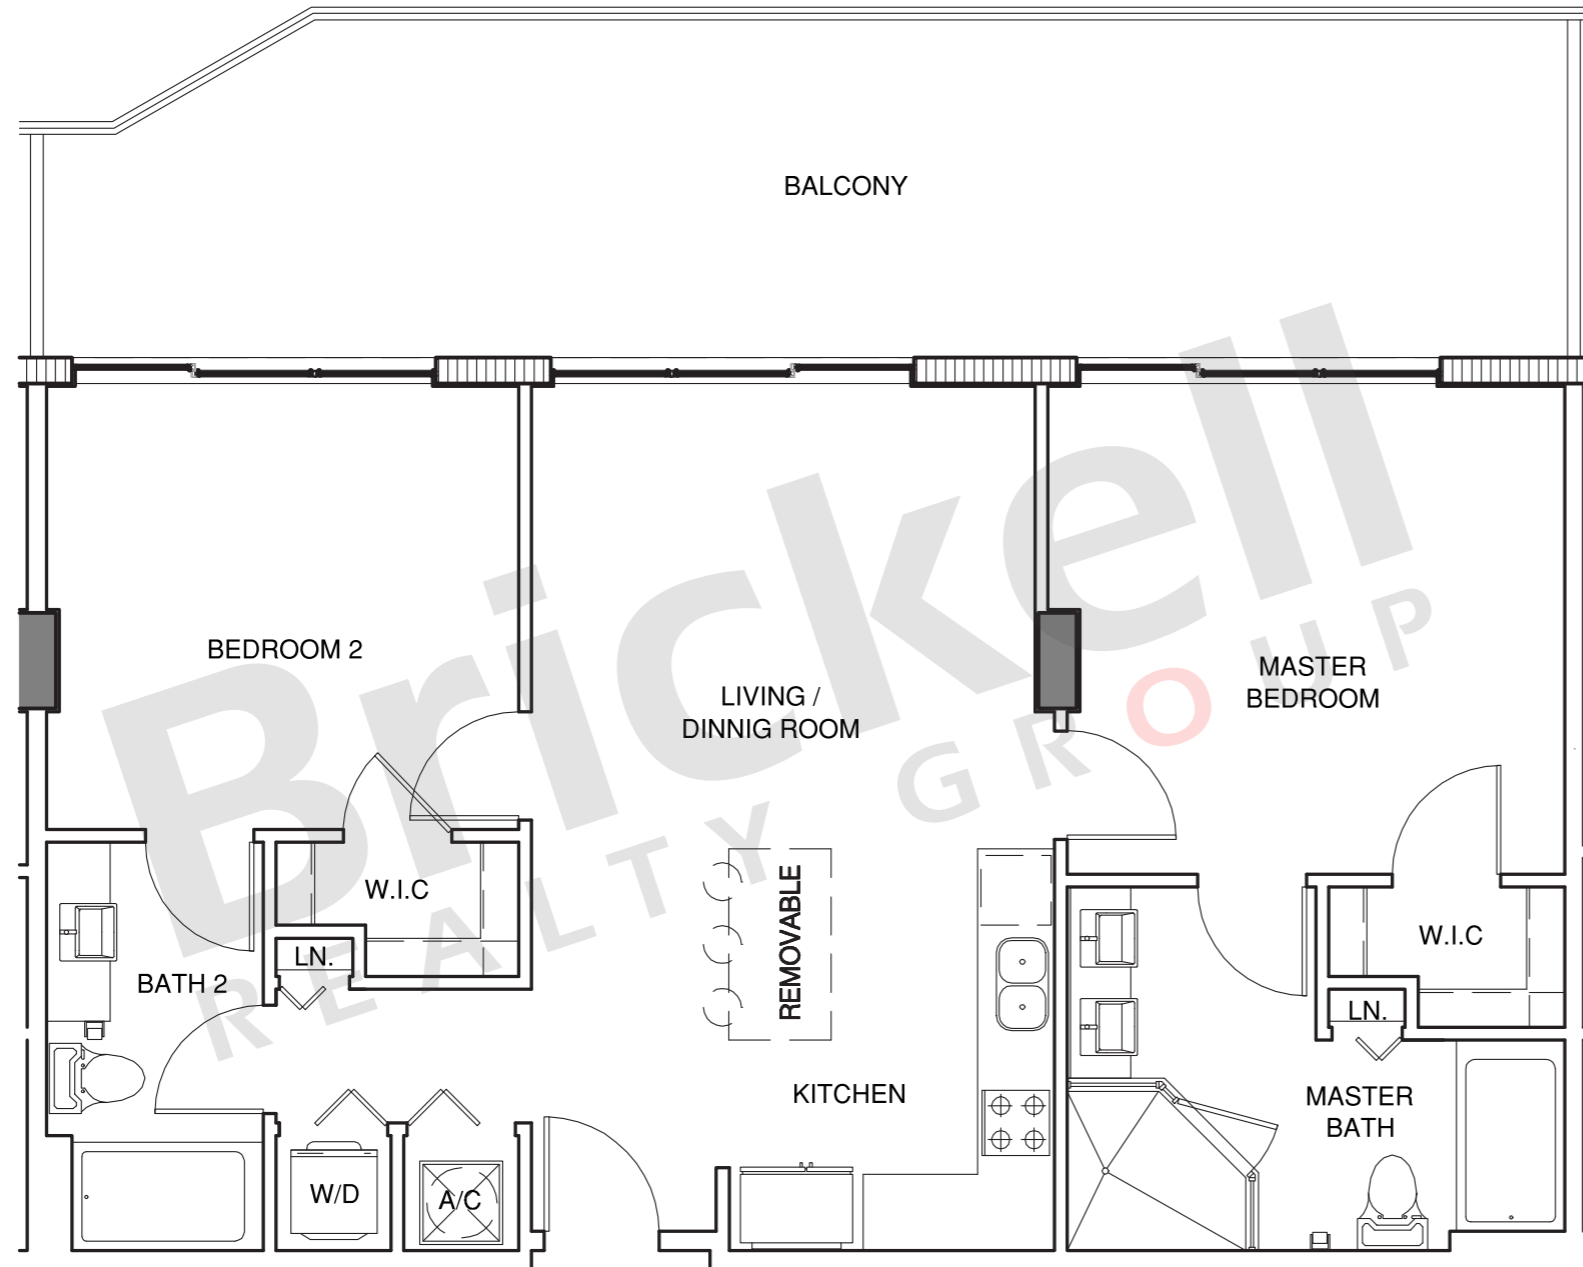 BALCONY
BEDROOM 2
LIVING /
DINNIG ROOM
MASTER
BEDROOM
W.I.C
LN.
BATH 2
REMOVABLE
W.I.C
LN.
KITCHEN
MASTER
BATH
W/D
A/C
Brickell
REALTY GROUP